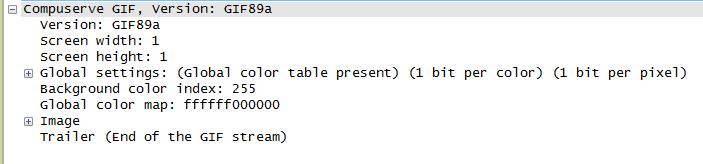 Compuserve GIF, Version: GIF89a
Version: GIF89a
Screen width: 1
Screen height: 1
Global settings: (Global color table present) (1 bit per color) (1 bit per pixel)
Background color index: 255
Global color map: ffffff000000
Image
Trailer (End of the GIF stream)